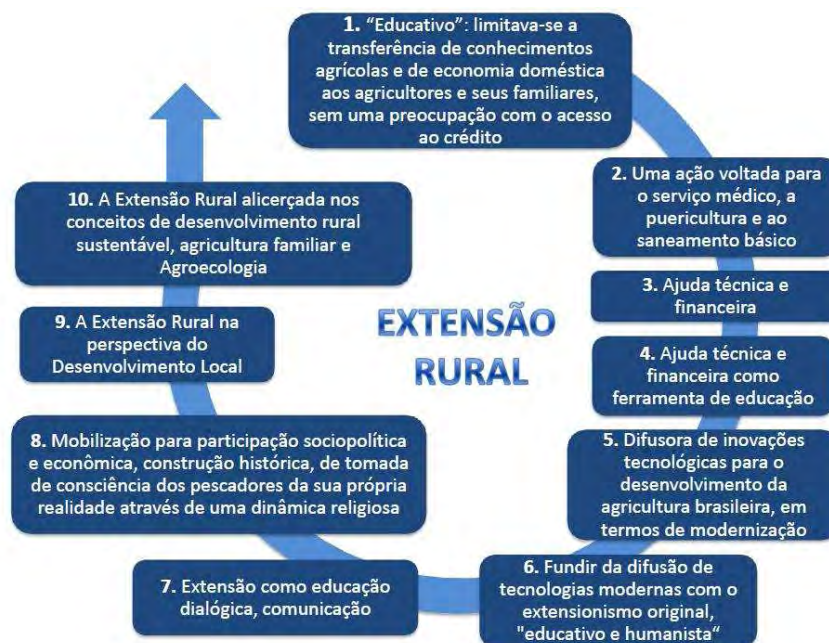 1. “Educativo”: limitava-se a
transferência de conhecimentos
agrícolas e de economia doméstica
aos agricultores e seus familiares,
sem uma preocupação com o acesso
ao crédito
2. Uma ação voltada para
o serviço médico, a
puericultura e ao
saneamento básico
3. Ajuda técnica e
financeira
4. Ajuda técnica e
financeira como
ferramenta de educação
5. Difusora de inovações
tecnológicas para o
desenvolvimento da
agricultura brasileira, em
termos de modernização
6. Fundir da difusão de
tecnologias modernas com o
extensionismo original,
"educativo e humanista“
7. Extensão como educação
dialógica, comunicação
8. Mobilização para participação sociopolítica
e econômica, construção histórica, de tomada
de consciência dos pescadores da sua própria
realidade através de uma dinâmica religiosa
9. A Extensão Rural na
perspectiva do
Desenvolvimento Local
10. A Extensão Rural alicerçada nos
conceitos de desenvolvimento rural
sustentável, agricultura familiar e
Agroecologia
EXTENSÃO
RURAL